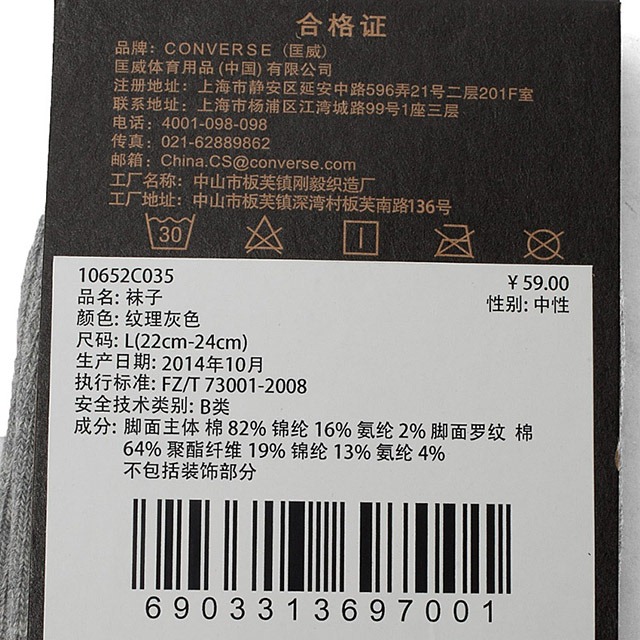 合格证
品牌: CONVERSE (匡威)
匡威体育用品(中国)有限公司
注册地址: 上海市静安区延安中路596弄21号二层201F室
联系地址: 上海市杨浦区江湾城路99号1座三层
电话: 4001-098-098
传真: 021-62889862
邮箱: China.CS@converse.com
工厂名称: 中山市板芙镇刚毅织造厂
工厂地址: 中山市板芙镇深湾村板芙南路136号
30
10652C035 ¥59.00
品名: 袜子 性别: 中性
颜色: 纹理灰色
尺码: L(22cm-24cm)
生产日期: 2014年10月
执行标准: FZ/T 73001-2008
安全技术类别: B类
成分: 脚面主体 棉 82% 锦纶 16% 氨纶 2% 脚面罗纹 棉
64% 聚酯纤维 19% 锦纶 13% 氨纶 4%
不包括装饰部分
6903313697001